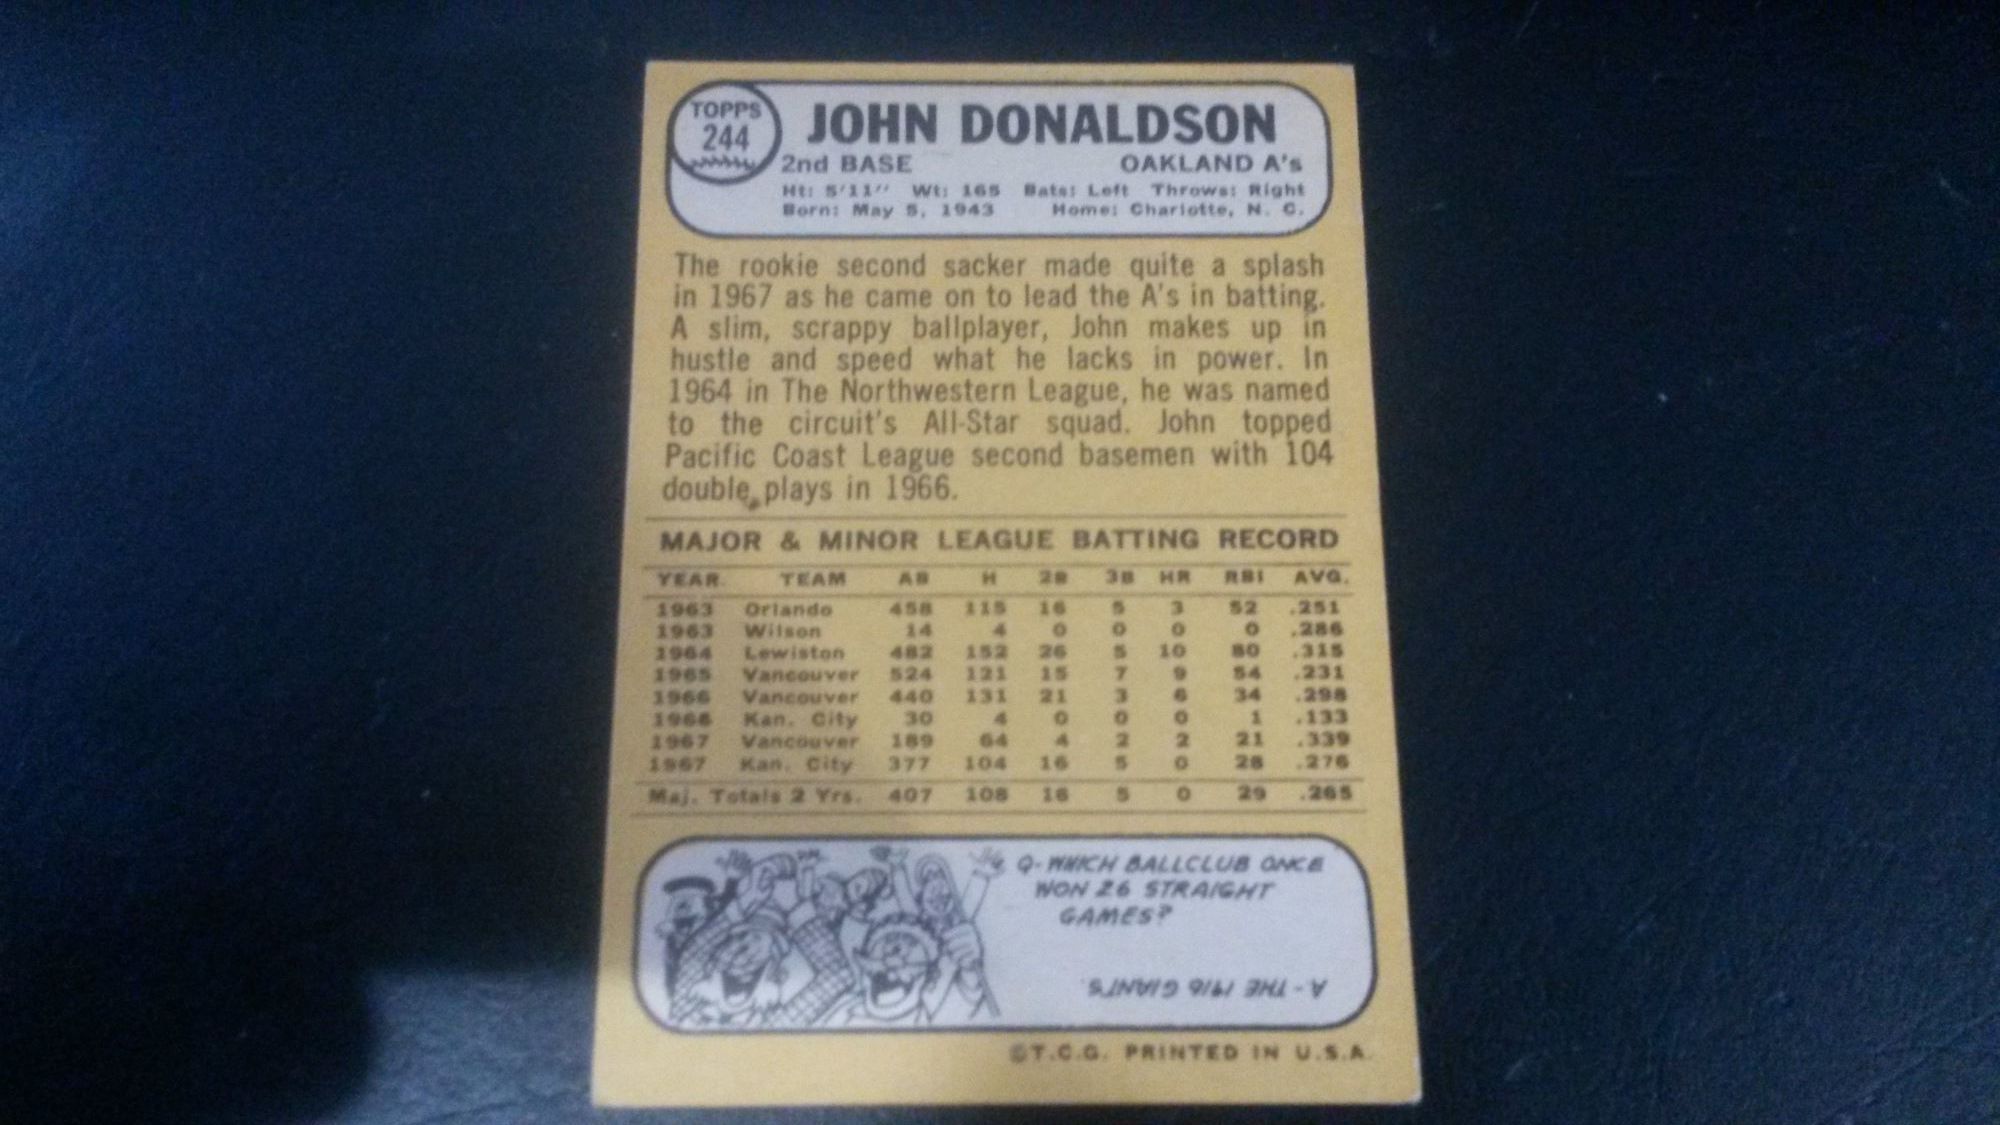 TOPPS
244
JOHN DONALDSON
2nd BASE OAKLAND A's
Ht: 5'11" Wt: 165 Bats: Left Throws: Right
Born: May 5, 1943 Home: Charlotte, N. C.
The rookie second sacker made quite a splash
in 1967 as he came on to lead the A's in batting.
A slim, scrappy ballplayer, John makes up in
hustle and speed what he lacks in power. In
1964 in The Northwestern League, he was named
to the circuit's All-Star squad. John topped
Pacific Coast League second basemen with 104
double plays in 1966.
MAJOR & MINOR LEAGUE BATTING RECORD
YEAR TEAM AB H 2B 3B HR RBI AVG.
1963 Orlando 458 115 16 5 3 52 .251
1963 Wilson 14 4 0 0 0 0 .286
1964 Lewiston 482 152 26 5 10 80 .315
1965 Vancouver 524 121 15 7 9 54 .231
1966 Vancouver 440 131 21 3 6 34 .298
1966 Kan. City 30 4 0 0 0 1 .133
1967 Vancouver 189 64 4 2 2 21 .339
1967 Kan. City 377 104 16 5 0 28 .276
Maj. Totals 2 Yrs. 407 108 16 5 0 29 .265
Q- WHICH BALLCLUB ONCE
WON 26 STRAIGHT
GAMES?
A - THE 1916 GIANTS.
©T.C.G. PRINTED IN U.S.A.